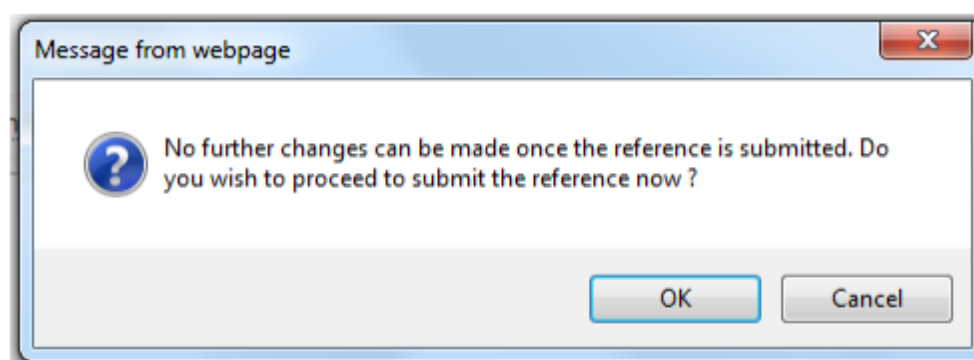 Message from webpage
No further changes can be made once the reference is submitted. Do
you wish to proceed to submit the reference now ?
OK
Cancel